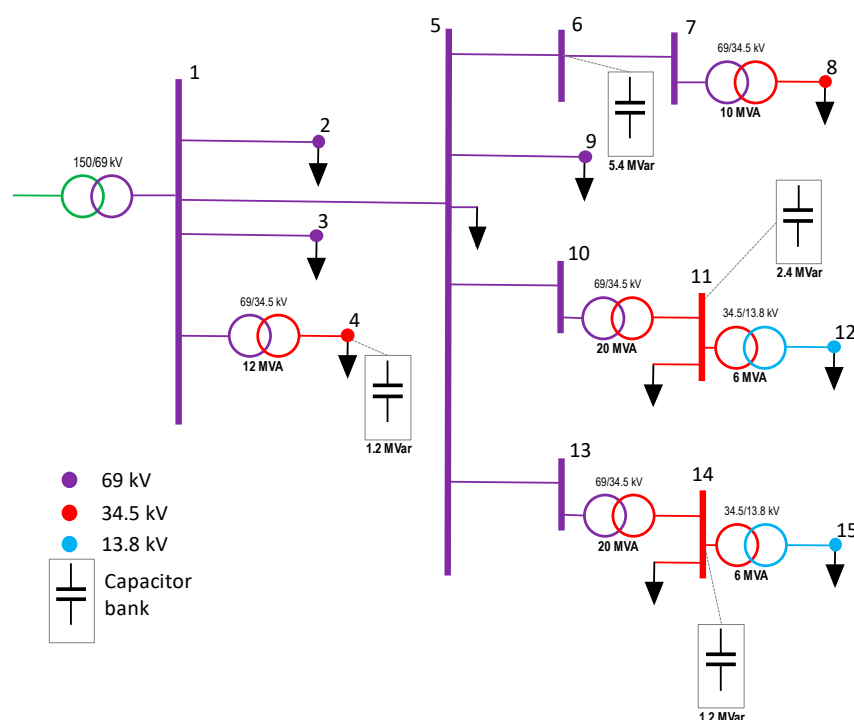 1
2
3
4
5
6
7
8
9
10
11
12
13
14
15
150/69 kV
69/34.5 kV
12 MVA
1.2 MVar
69/34.5 kV
10 MVA
5.4 MVar
2.4 MVar
69/34.5 kV
20 MVA
34.5/13.8 kV
6 MVA
69/34.5 kV
20 MVA
34.5/13.8 kV
6 MVA
1.2 MVar
69 kV
34.5 kV
13.8 kV
Capacitor
bank